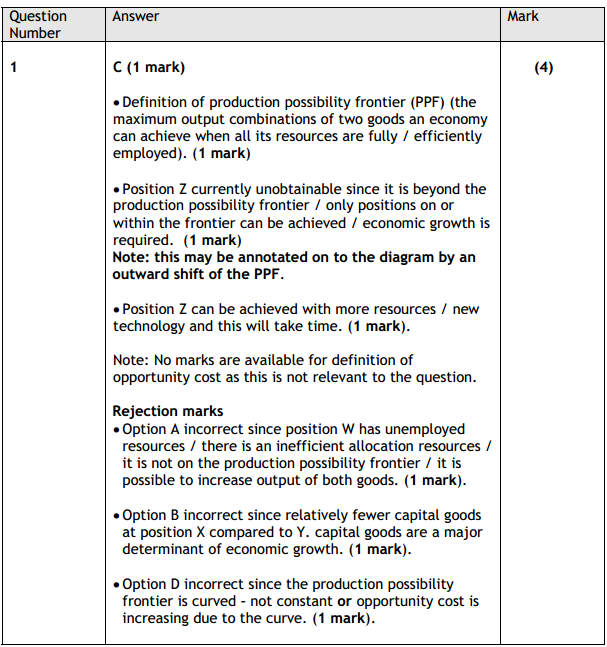 Question Number
Answer
Mark
1
C (1 mark)
(4)
• Definition of production possibility frontier (PPF) (the
maximum output combinations of two goods an economy
can achieve when all its resources are fully / efficiently
employed). (1 mark)
• Position Z currently unobtainable since it is beyond the
production possibility frontier / only positions on or
within the frontier can be achieved / economic growth is
required. (1 mark)
Note: this may be annotated on to the diagram by an
outward shift of the PPF.
• Position Z can be achieved with more resources / new
technology and this will take time. (1 mark).
Note: No marks are available for definition of
opportunity cost as this is not relevant to the question.
Rejection marks
• Option A incorrect since position W has unemployed
resources / there is an inefficient allocation resources /
it is not on the production possibility frontier / it is
possible to increase output of both goods. (1 mark).
• Option B incorrect since relatively fewer capital goods
at position X compared to Y. capital goods are a major
determinant of economic growth. (1 mark).
• Option D incorrect since the production possibility
frontier is curved - not constant or opportunity cost is
increasing due to the curve. (1 mark).